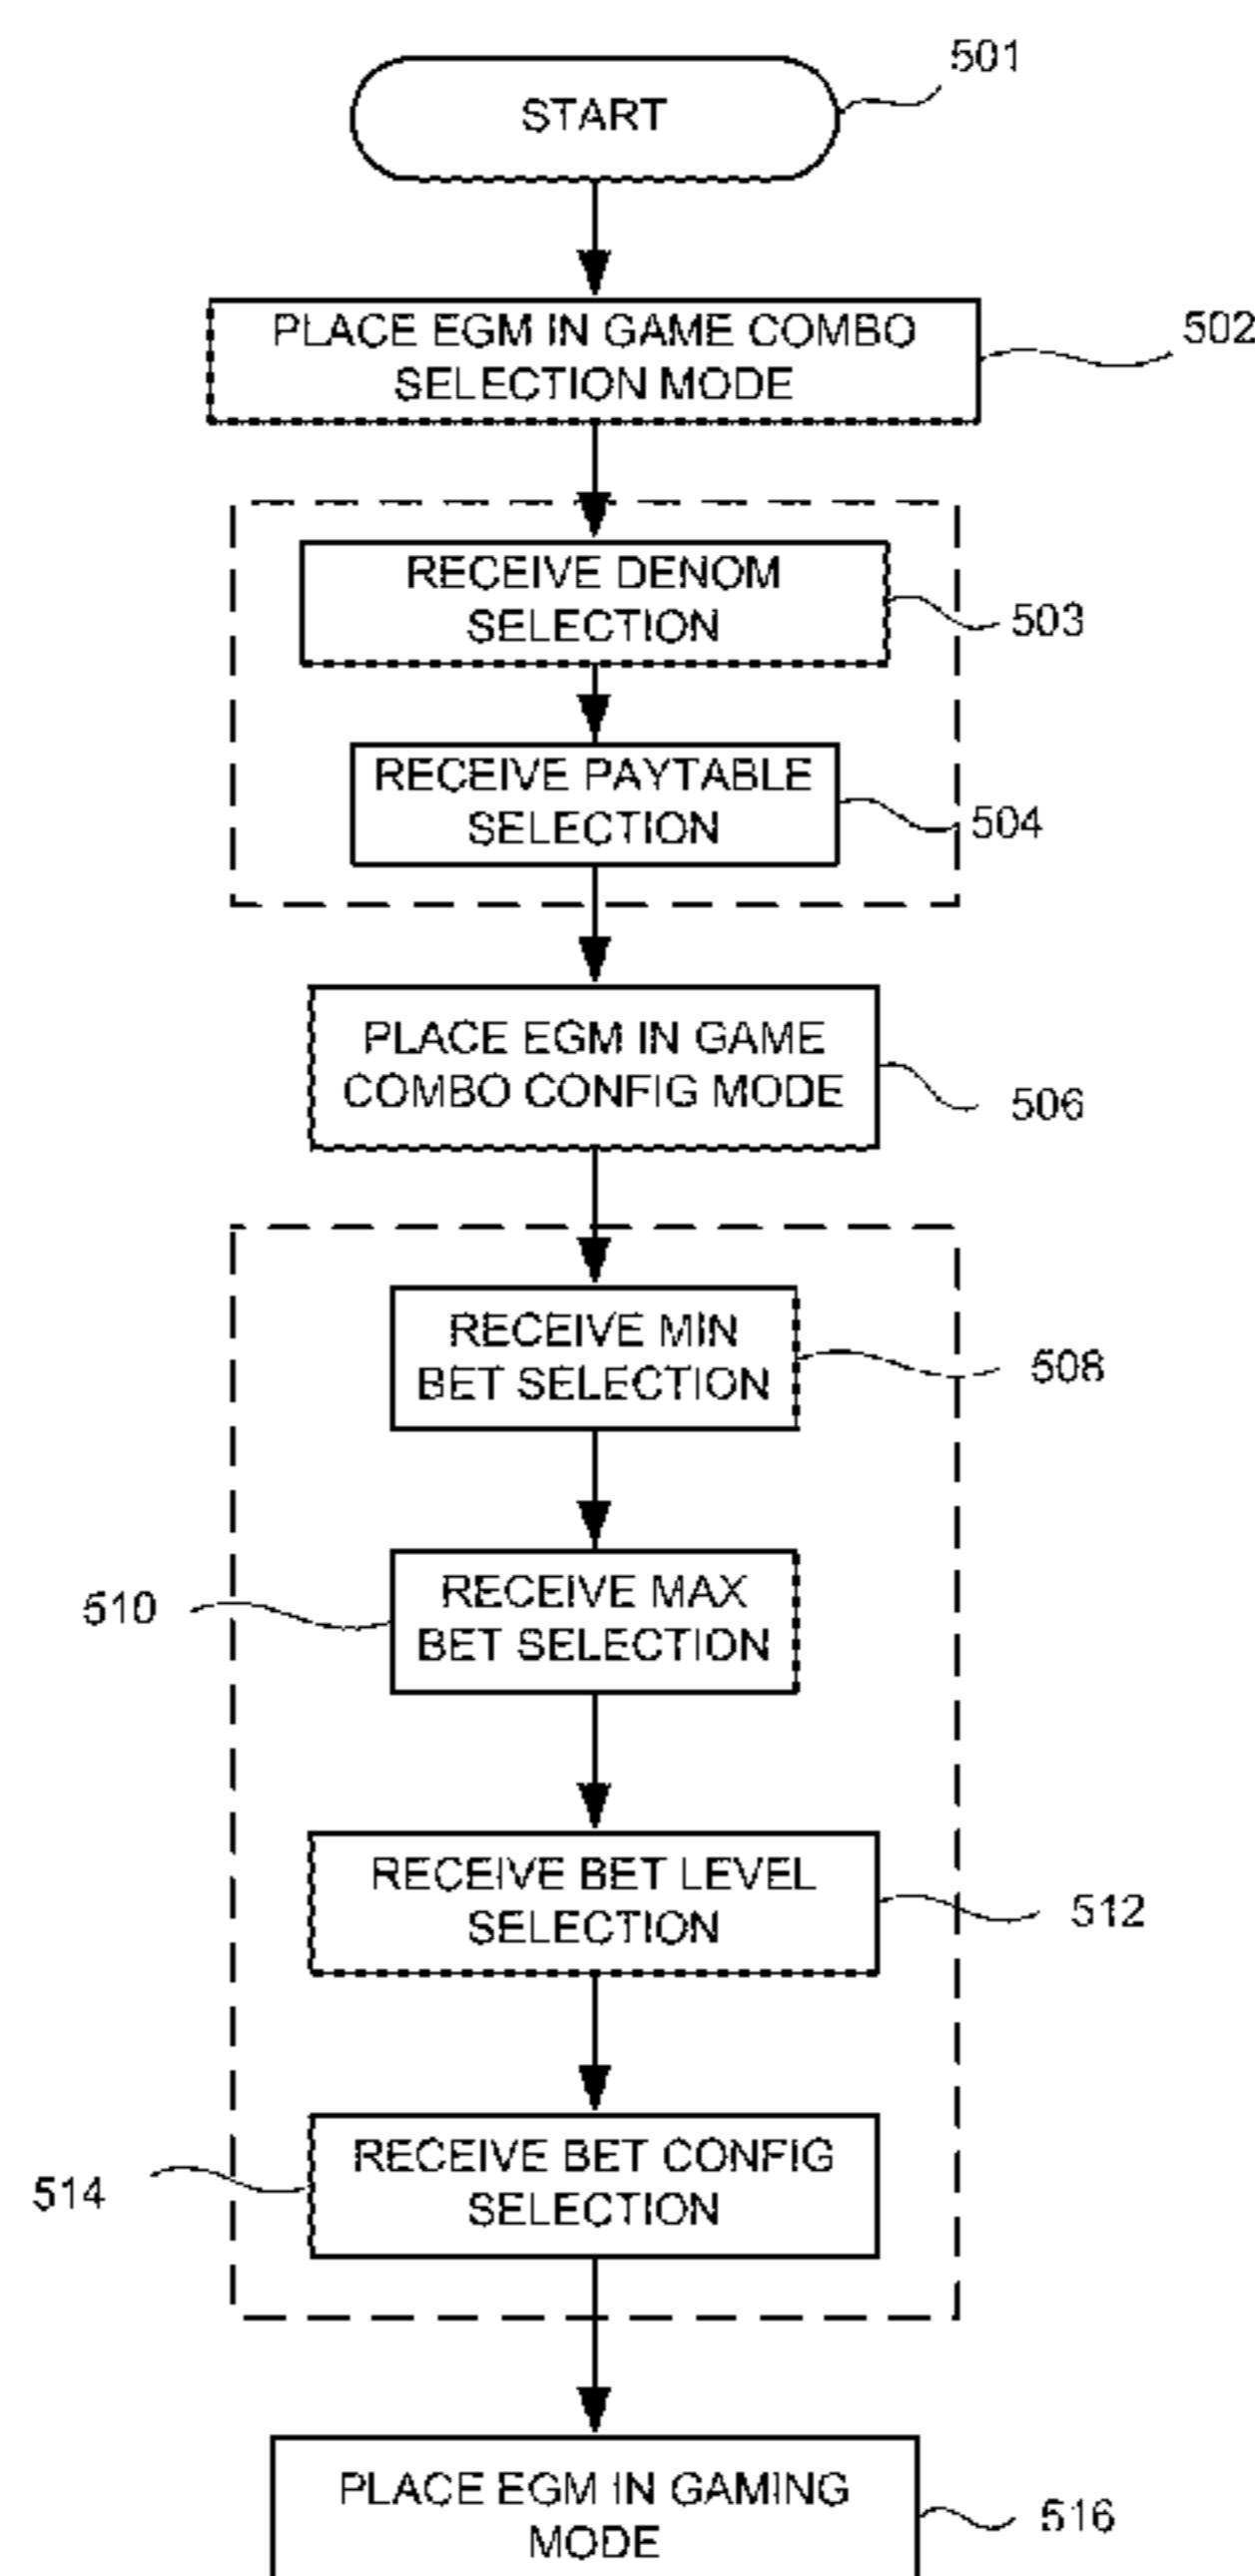 START
501
PLACE EGM IN GAME COMBO
SELECTION MODE
502
RECEIVE DENOM
SELECTION
503
RECEIVE PAYTABLE
SELECTION
504
PLACE EGM IN GAME
COMBO CONFIG MODE
506
RECEIVE MIN
BET SELECTION
508
510
RECEIVE MAX
BET SELECTION
RECEIVE BET LEVEL
SELECTION
512
514
RECEIVE BET CONFIG
SELECTION
PLACE EGM IN GAMING
MODE
516